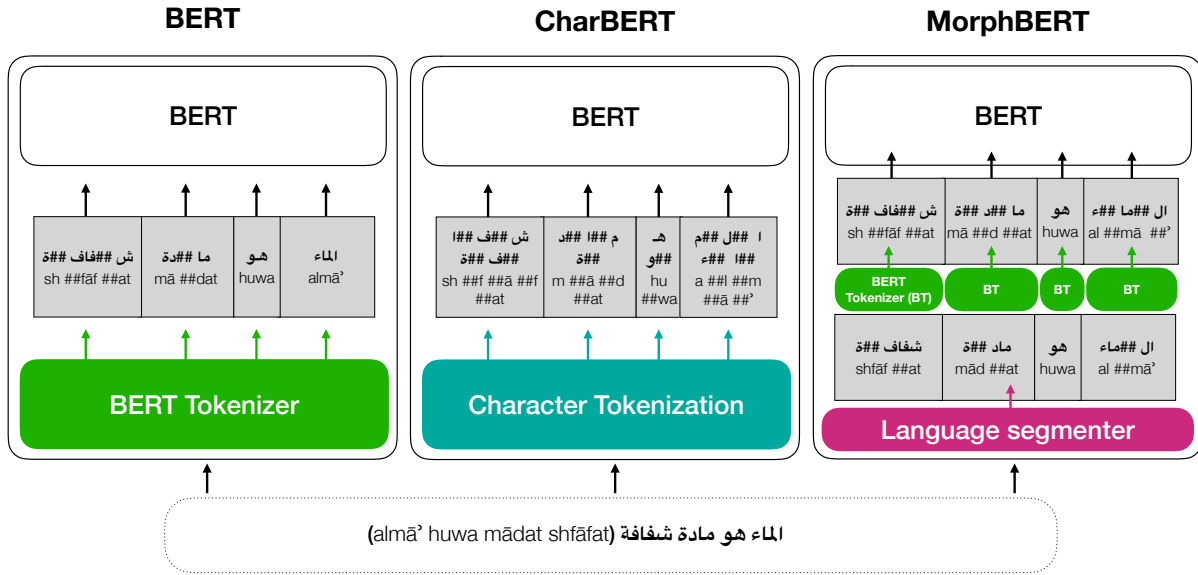 BERT
BERT
ش ##فاف ##ة
sh ##fāf ##at
ما ##دة
mā ##dat
هو
huwa
الماء
almāʾ
BERT Tokenizer
CharBERT
BERT
ش ##ف ##ا
##ف ##ة
sh ##f ##ā ##f
##at
م ##ا ##د
##ة
m ##ā ##d
##at
هـ
##و
hu
##wa
ا ##ل ##م
##ا ##ء
a ##l ##m
##ā ##ʾ
Character Tokenization
MorphBERT
BERT
ش ##فاف ##ة
sh ##fāf ##at
ما ##د ##ة
mā ##d ##at
هو
huwa
ال ##ما ##ء
al ##mā ##ʾ
BERT
Tokenizer (BT)
BT
BT
BT
شفاف ##ة
shfāf ##at
ماد ##ة
mād ##at
هو
huwa
ال ##ماء
al ##māʾ
Language segmenter
(almāʾ huwa mādat shfāfat) الماء هو مادة شفافة